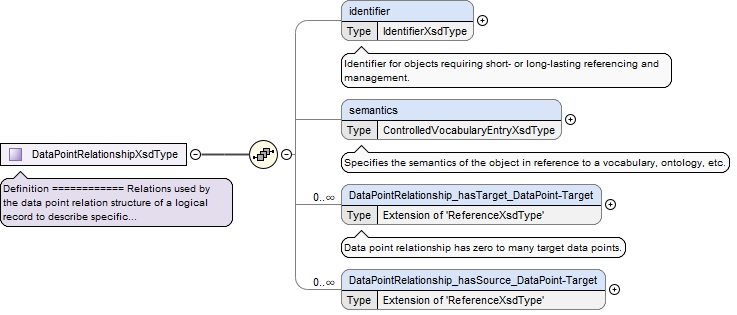 identifier
Type IdentifierXsdType
Identifier for objects requiring short- or long-lasting referencing and
management.
semantics
Type ControlledVocabularyEntryXsdType
Specifies the semantics of the object in reference to a vocabulary, ontology, etc.
DataPointRelationshipXsdType
Definition ============ Relations used by
the data point relation structure of a logical
record to describe specific...
0..∞ DataPointRelationship_hasTarget_DataPoint-Target
Type Extension of 'ReferenceXsdType'
Data point relationship has zero to many target data points.
0..∞ DataPointRelationship_hasSource_DataPoint-Target
Type Extension of 'ReferenceXsdType'